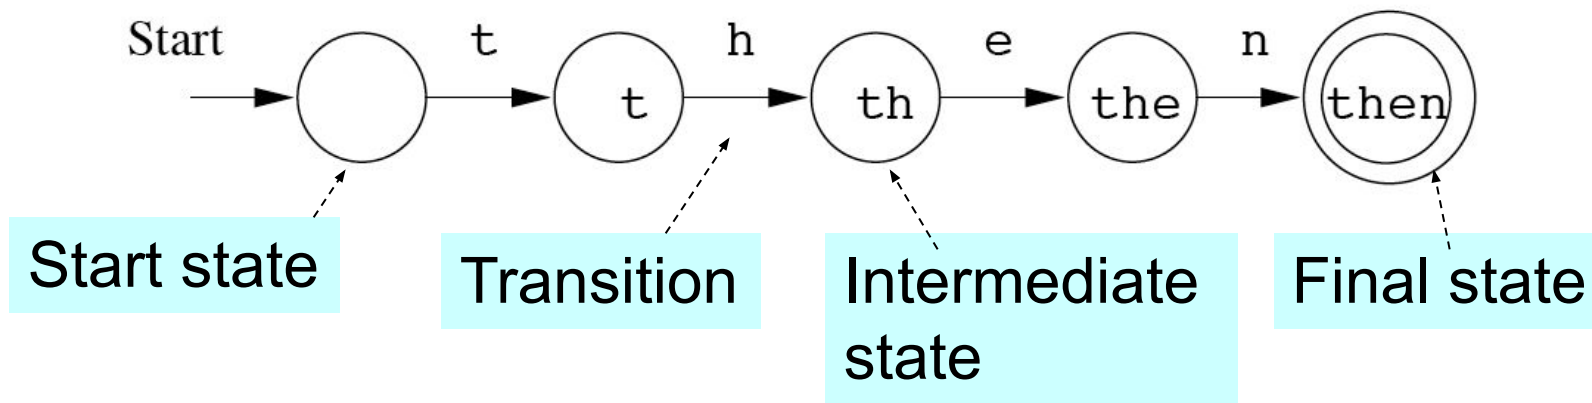 Start t h e n
t th the then
Start state Transition Intermediate Final state
state